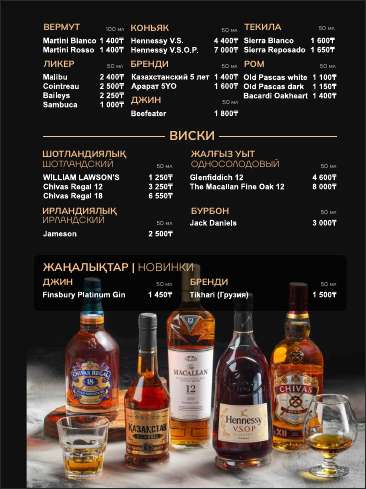 ВЕРМУТ 100 мл
Martini Bianco 1 400₸
Martini Rosso 1 400₸
ЛИКЕР 50 мл
Malibu 2 400₸
Cointreau 2 500₸
Baileys 2 250₸
Sambuca 1 000₸
КОНЬЯК 50 мл
Hennessy V.S. 4 400₸
Hennessy V.S.O.P. 7 000₸
БРЕНДИ 50 мл
Казахстанский 5 лет 1 400₸
Арарат 5YO 1 600₸
ДЖИН 50 мл
Beefeater 1 800₸
ТЕКИЛА 50 мл
Sierra Blanco 1 600₸
Sierra Reposado 1 650₸
РОМ 50 мл
Old Pascas white 1 100₸
Old Pascas dark 1 150₸
Bacardi Oakheart 1 400₸
ВИСКИ
ШОТЛАНДИЯЛЫҚ
ШОТЛАНДСКИЙ 50 мл
WILLIAM LAWSON'S 1 250₸
Chivas Regal 12 3 250₸
Chivas Regal 18 6 550₸
ИРЛАНДИЯЛЫҚ
ИРЛАНДСКИЙ 50 мл
Jameson 2 500₸
ЖАЛҒЫЗ УЫТ
ОДНОСОЛОДОВЫЙ 50 мл
Glenfiddich 12 4 600₸
The Macallan Fine Oak 12 8 000₸
БУРБОН 50 мл
Jack Daniels 3 000₸
ЖАҢАЛЫҚТАР | НОВИНКИ
ДЖИН 50 мл
Finsbury Platinum Gin 1 450₸
БРЕНДИ 50 мл
Tikhari (Грузия) 1 500₸
CHIVAS REGAL
18
ҚАЗАҚСТАН
MACALLAN
12
Hennessy
V.S.O.P
CHIVAS
XII